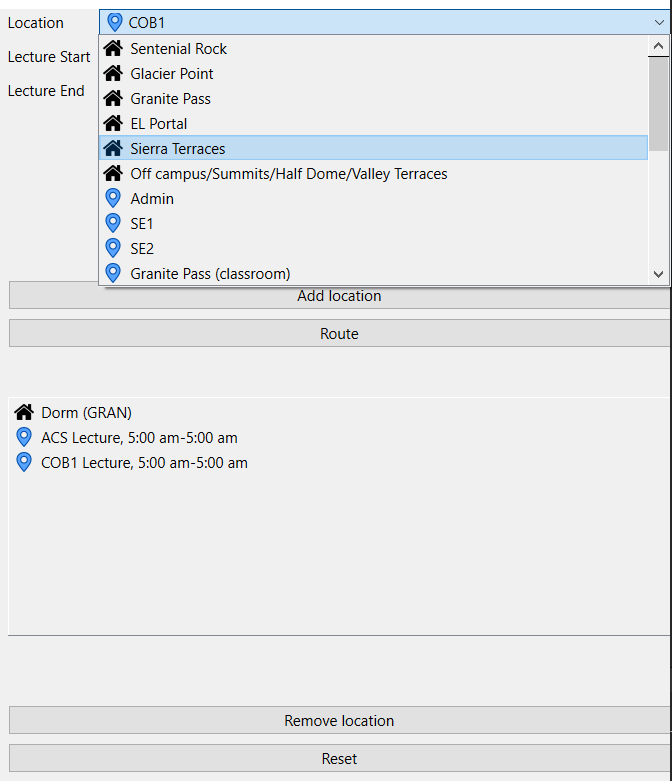 Location
COB1
Lecture Start
Lecture End
Sentenial Rock
Glacier Point
Granite Pass
EL Portal
Sierra Terraces
Off campus/Summits/Half Dome/Valley Terraces
Admin
SE1
SE2
Granite Pass (classroom)
Add location
Route
Dorm (GRAN)
ACS Lecture, 5:00 am-5:00 am
COB1 Lecture, 5:00 am-5:00 am
Remove location
Reset